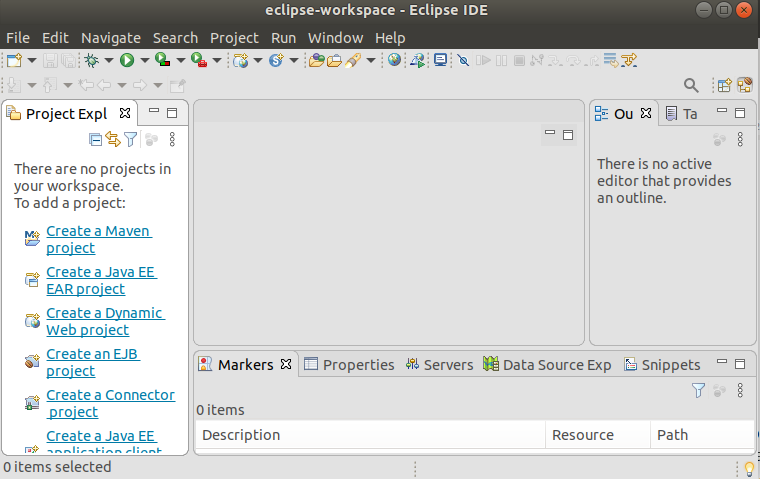 eclipse-workspace - Eclipse IDE
File Edit Navigate Search Project Run Window Help
Project Expl
Ou
Ta
There are no projects in
your workspace.
To add a project:
Create a Maven
project
Create a Java EE
EAR project
Create a Dynamic
Web project
Create an EJB
project
Create a Connector
project
Create a Java EE
application client
There is no active
editor that provides
an outline.
Markers Properties Servers Data Source Exp Snippets
0 items
Description Resource Path
0 items selected